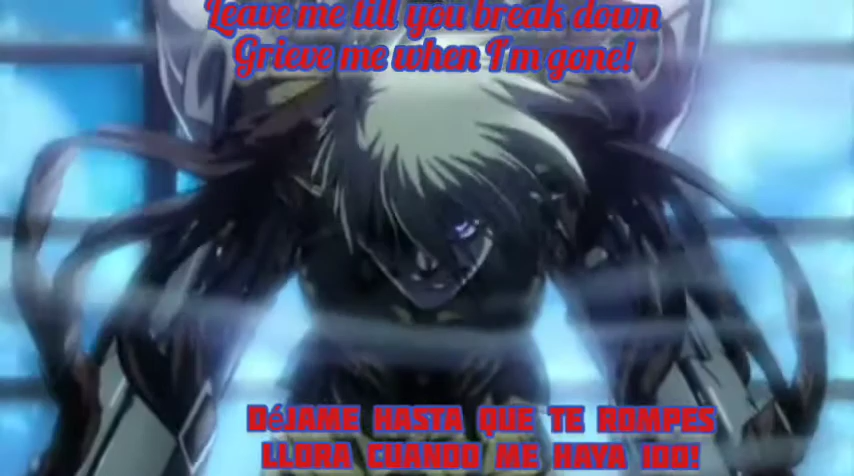 Leave me till you break down
Grieve me when I'm gone!
DéJAME HASTA QUE TE ROMPES
LLORA CUANDO ME HAYA IDO!